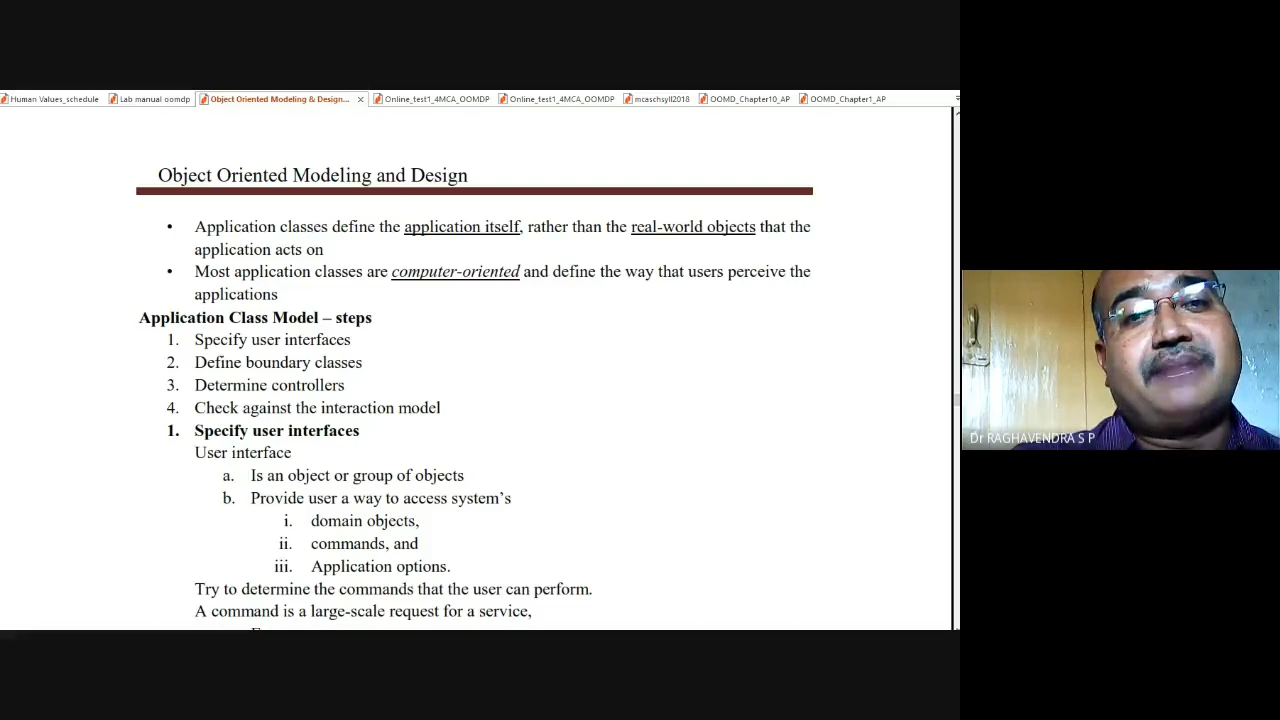 Human Values_schedule
Lab manual oomdp
Object Oriented Modeling & Design...
Online_test1_4MCA_OOMDP
Online_test1_4MCA_OOMDP
mcaschsyll2018
OOMD_Chapter10_AP
OOMD_Chapter1_AP
Object Oriented Modeling and Design
• Application classes define the application itself, rather than the real-world objects that the
application acts on
• Most application classes are computer-oriented and define the way that users perceive the
applications
Application Class Model – steps
1. Specify user interfaces
2. Define boundary classes
3. Determine controllers
4. Check against the interaction model
1. Specify user interfaces
User interface
a. Is an object or group of objects
b. Provide user a way to access system’s
i. domain objects,
ii. commands, and
iii. Application options.
Try to determine the commands that the user can perform.
A command is a large-scale request for a service,
Dr RAGHAVENDRA S P